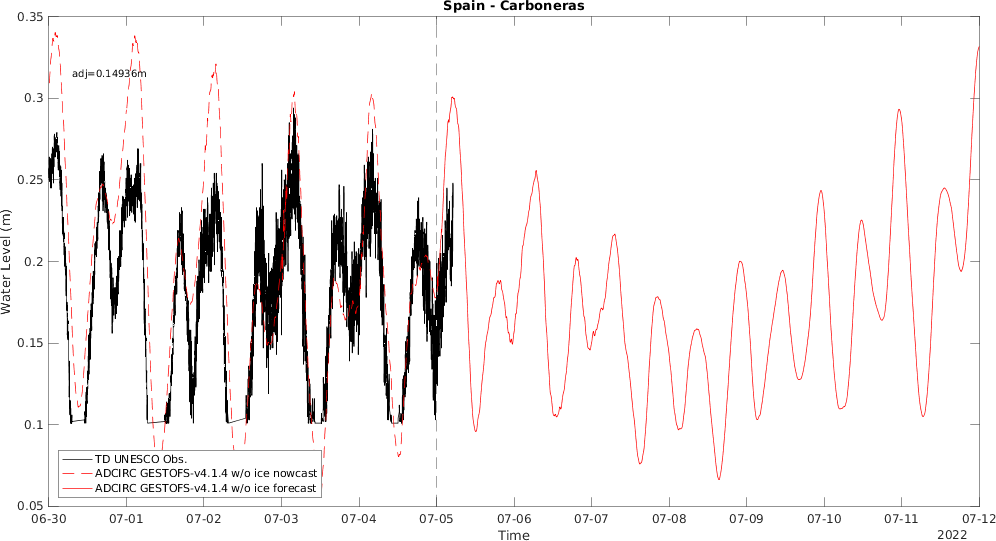 Spain - Carboneras
0.35
0.3
0.25
0.2
0.15
0.1
0.05
Water Level (m)
adj=0.14936m
TD UNESCO Obs.
ADCIRC GESTOFS-v4.1.4 w/o ice nowcast
ADCIRC GESTOFS-v4.1.4 w/o ice forecast
06-30 07-01 07-02 07-03 07-04 07-05 07-06 07-07 07-08 07-09 07-10 07-11 07-12
Time
2022